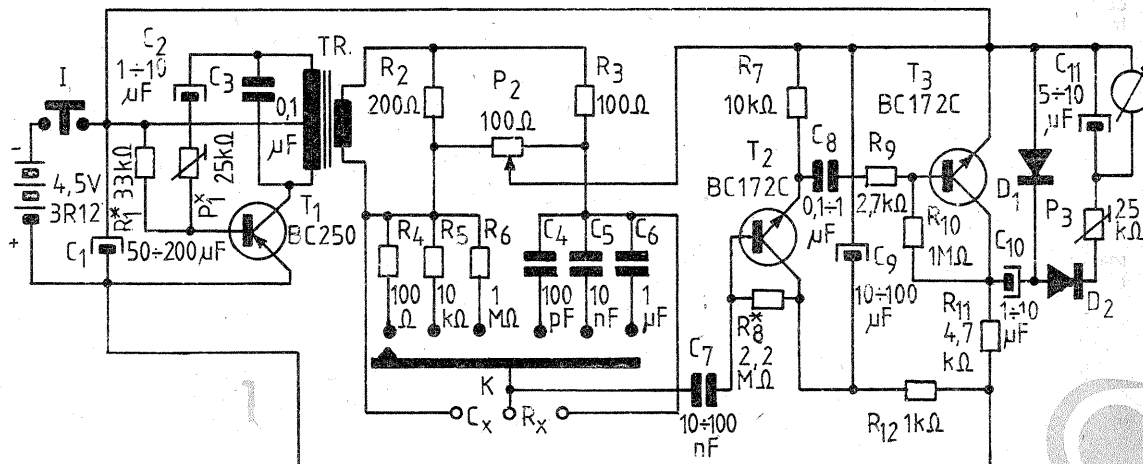 I
-
4,5V
3R12
+
C₁
50÷200μF
R₁*
33kΩ
C₂
1÷10
μF
P₁*
25kΩ
C₃
0,1
μF
T₁
BC250
TR.
R₂
200Ω
P₂
100Ω
R₃
100Ω
R₄
100
Ω
R₅
10
kΩ
R₆
1
MΩ
C₄
100
pF
C₅
10
nF
C₆
1
μF
K
Cₓ
Rₓ
C₇
10÷100
nF
R₇
10kΩ
T₂
BC172C
R₈*
2,2
MΩ
C₈
0,1÷1
μF
C₉
10÷100
μF
R₉
2,7kΩ
T₃
BC172C
R₁₀
1MΩ
R₁₁
4,7
kΩ
R₁₂ 1kΩ
C₁₀
1÷10
μF
D₁
D₂
C₁₁
5÷10
μF
P₃
25
kΩ